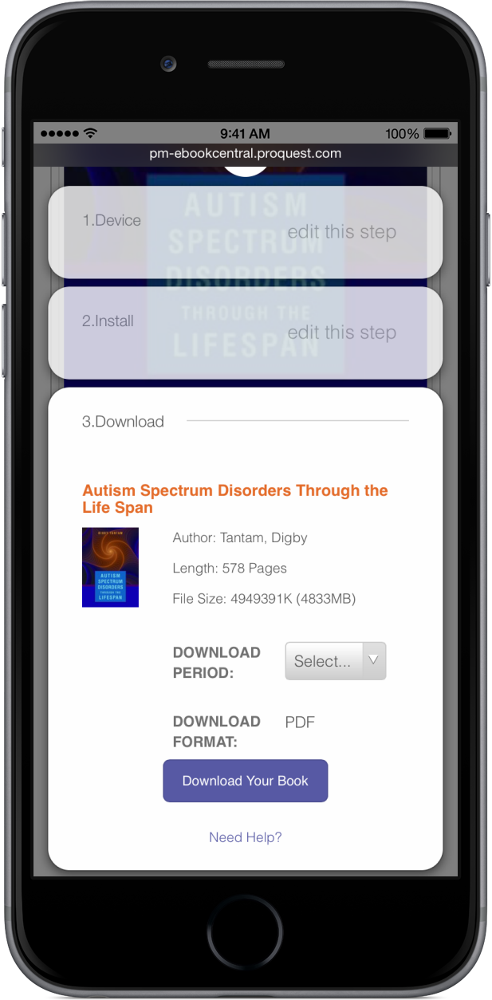 9:41 AM
100%
pm-ebookcentral.proquest.com
AUTISM
1.Device
edit this step
SPECTRUM
DISORDERS
THROUGH THE
2.Install
edit this step
LIFESPAN
3.Download
Autism Spectrum Disorders Through the
Life Span
DIGBY TANTAM
AUTISM
SPECTRUM
DISORDERS
THROUGH THE
LIFESPAN
Author: Tantam, Digby
Length: 578 Pages
File Size: 4949391K (4833MB)
DOWNLOAD
PERIOD:
Select...
DOWNLOAD
FORMAT:
PDF
Download Your Book
Need Help?